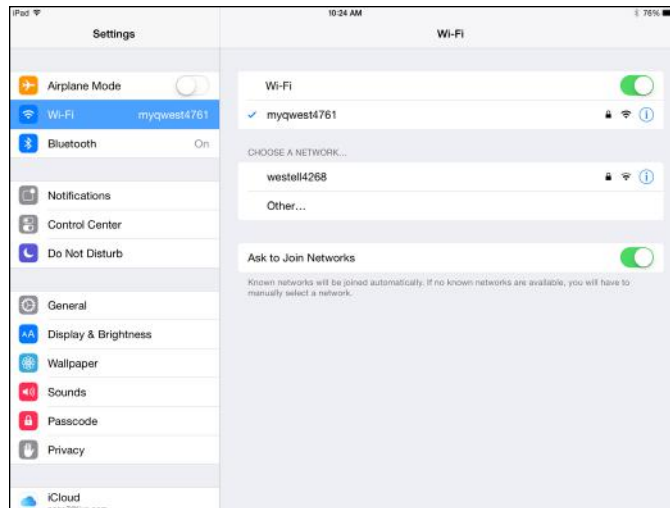 iPad 10:24 AM 76%
Settings
Wi-Fi
Airplane Mode
Wi-Fi myqwest4761
Bluetooth On
Notifications
Control Center
Do Not Disturb
General
Display & Brightness
Wallpaper
Sounds
Passcode
Privacy
iCloud
Wi-Fi
myqwest4761
CHOOSE A NETWORK...
westell4268
Other...
Ask to Join Networks
Known networks will be joined automatically. If no known networks are available, you will have to
manually select a network.